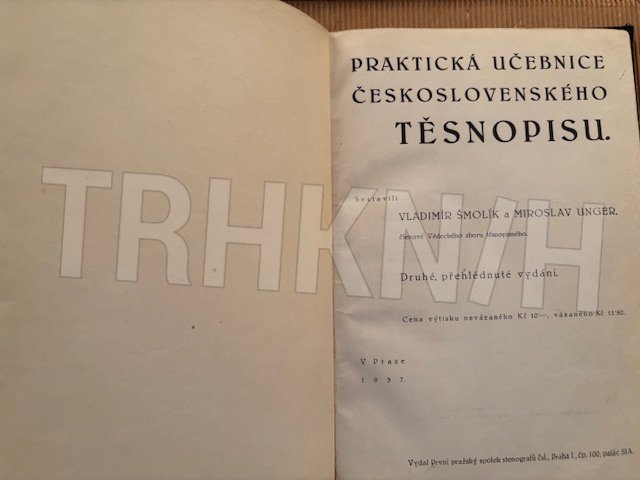 PRAKTICKÁ UČEBNICE
ČESKOSLOVENSKÉHO
TĚSNOPISU.
Sestavili
VLADIMÍR ŠMOLÍK a MIROSLAV UNGER,
členové Vědeckého sboru těsnopisného.
Druhé, přehlédnuté vydání.
Cena výtisku nevázaného Kč 10·—, vázaného Kč 11·50.
V Praze
1937.
Vydal První pražský spolek stenografů čsl., Praha I., čp. 100, palác SIA.
TRHKNIH